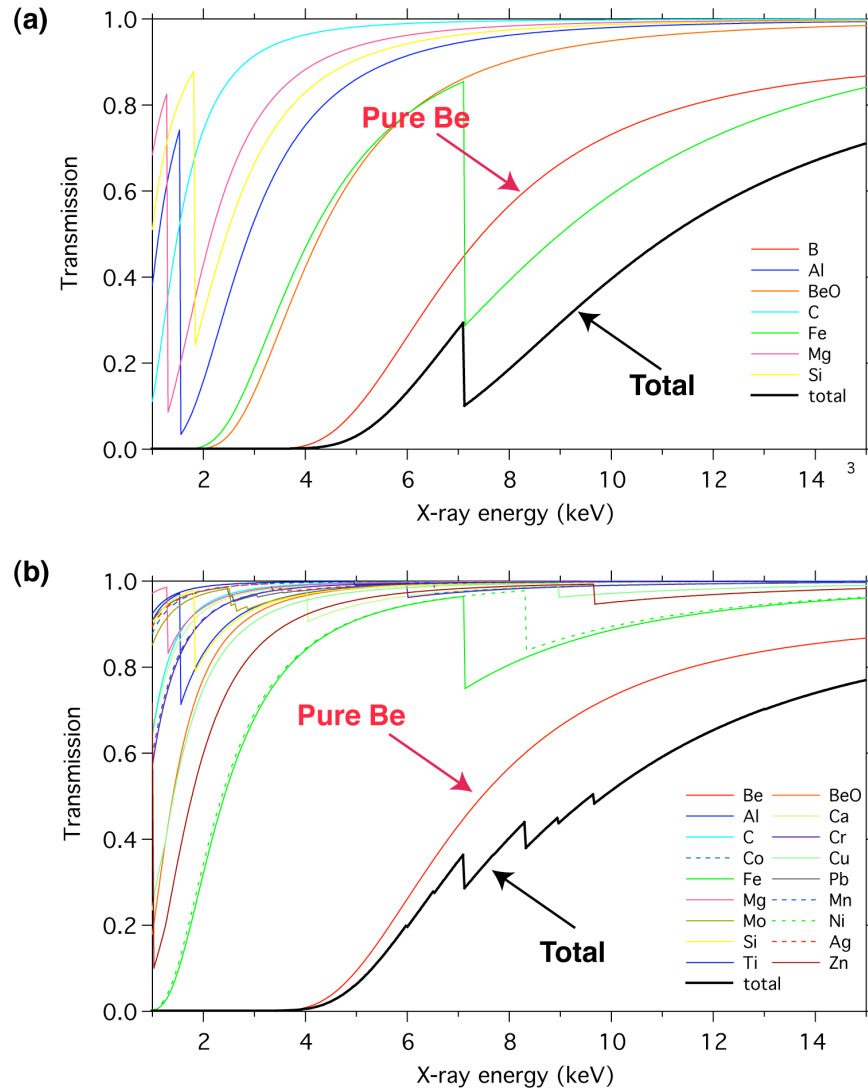 (a)
1.0
0.8
0.6
0.4
0.2
0.0
Transmission
Pure Be
Total
B
Al
BeO
C
Fe
Mg
Si
total
2 4 6 8 10 12 14
3
X-ray energy (keV)
(b)
1.0
0.8
0.6
0.4
0.2
0.0
Transmission
Pure Be
Total
Be BeO
Al Ca
C Cr
Co Cu
Fe Pb
Mg Mn
Mo Ni
Si Ag
Ti Zn
total
2 4 6 8 10 12 14
X-ray energy (keV)